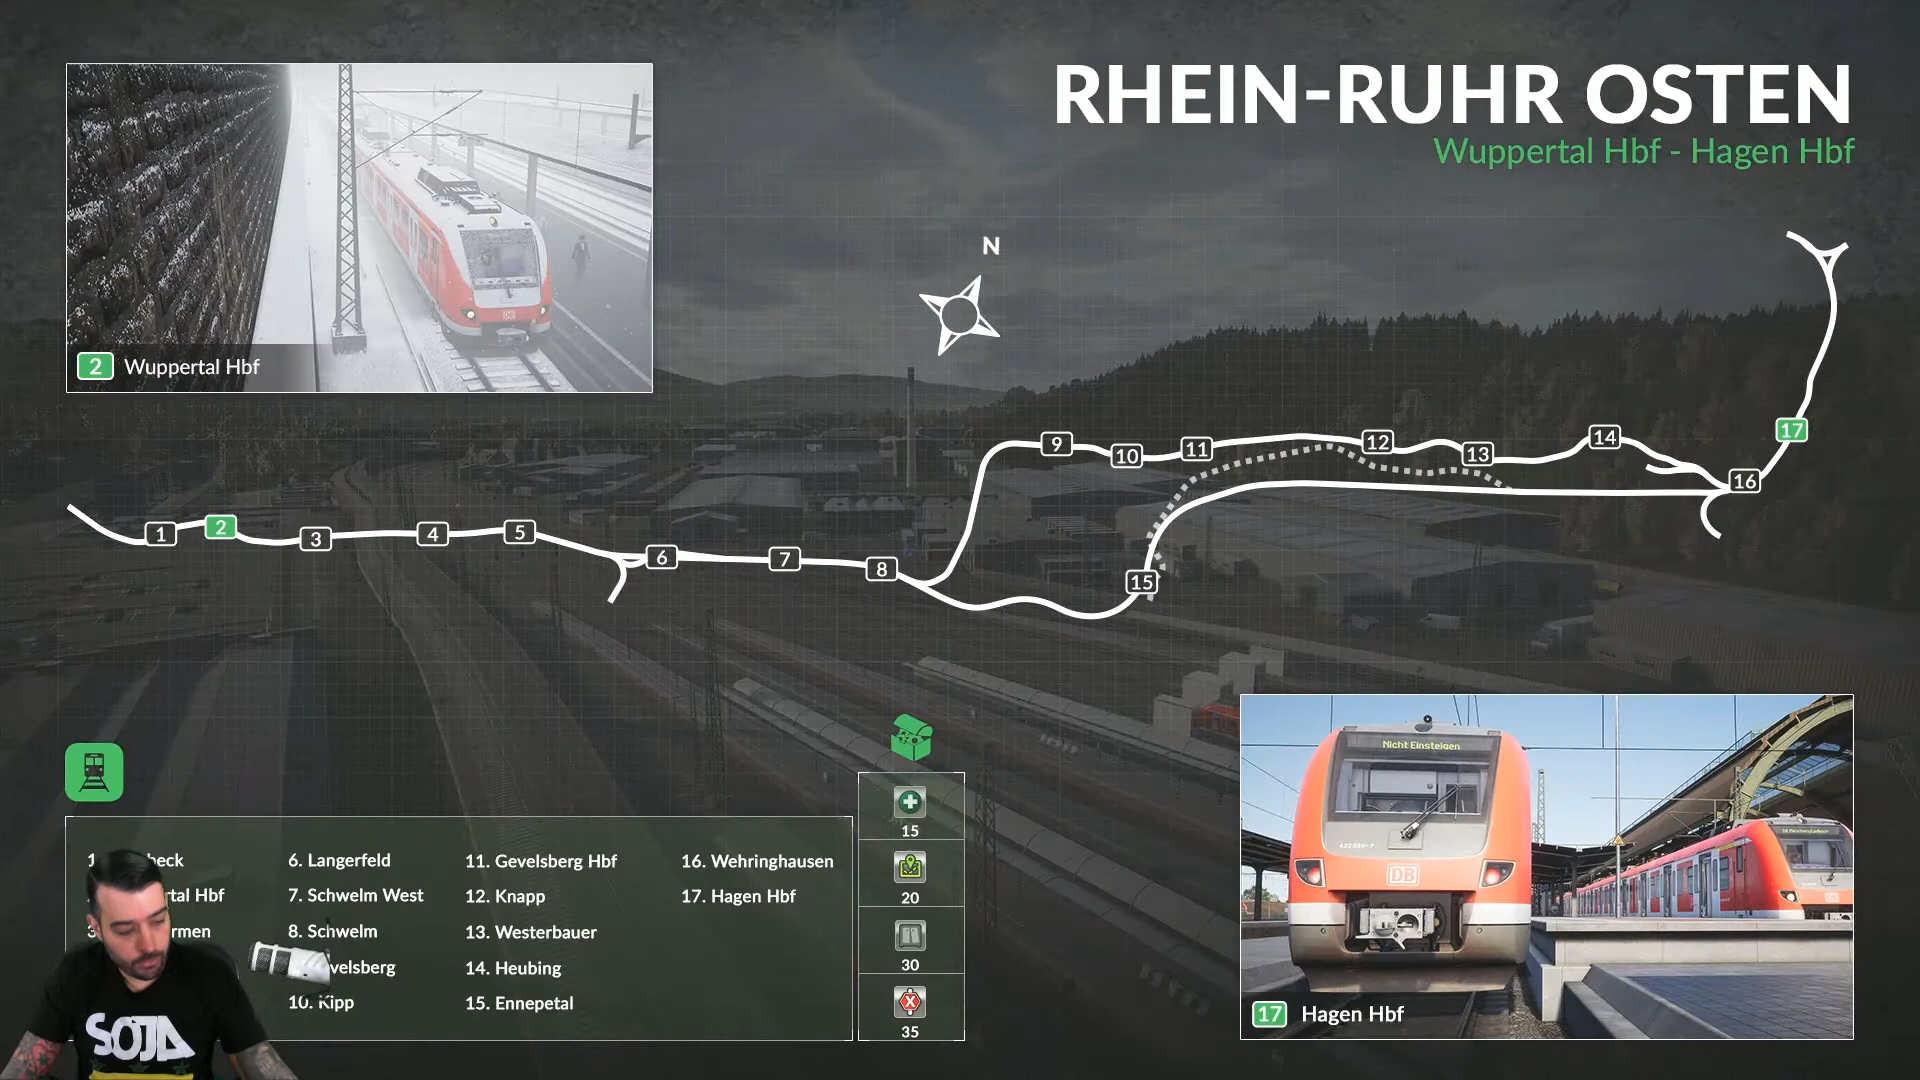 RHEIN-RUHR OSTEN
Wuppertal Hbf - Hagen Hbf
N
2 Wuppertal Hbf
1
2
3
4
5
6
7
8
9
10
11
12
13
14
15
16
17
6. Langerfeld
7. Schwelm West
8. Schwelm
10. Kipp
11. Gevelsberg Hbf
12. Knapp
13. Westerbauer
14. Heubing
15. Ennepetal
16. Wehringhausen
17. Hagen Hbf
15
20
30
X
35
Nicht Einsteigen
DB
17 Hagen Hbf
SOJA